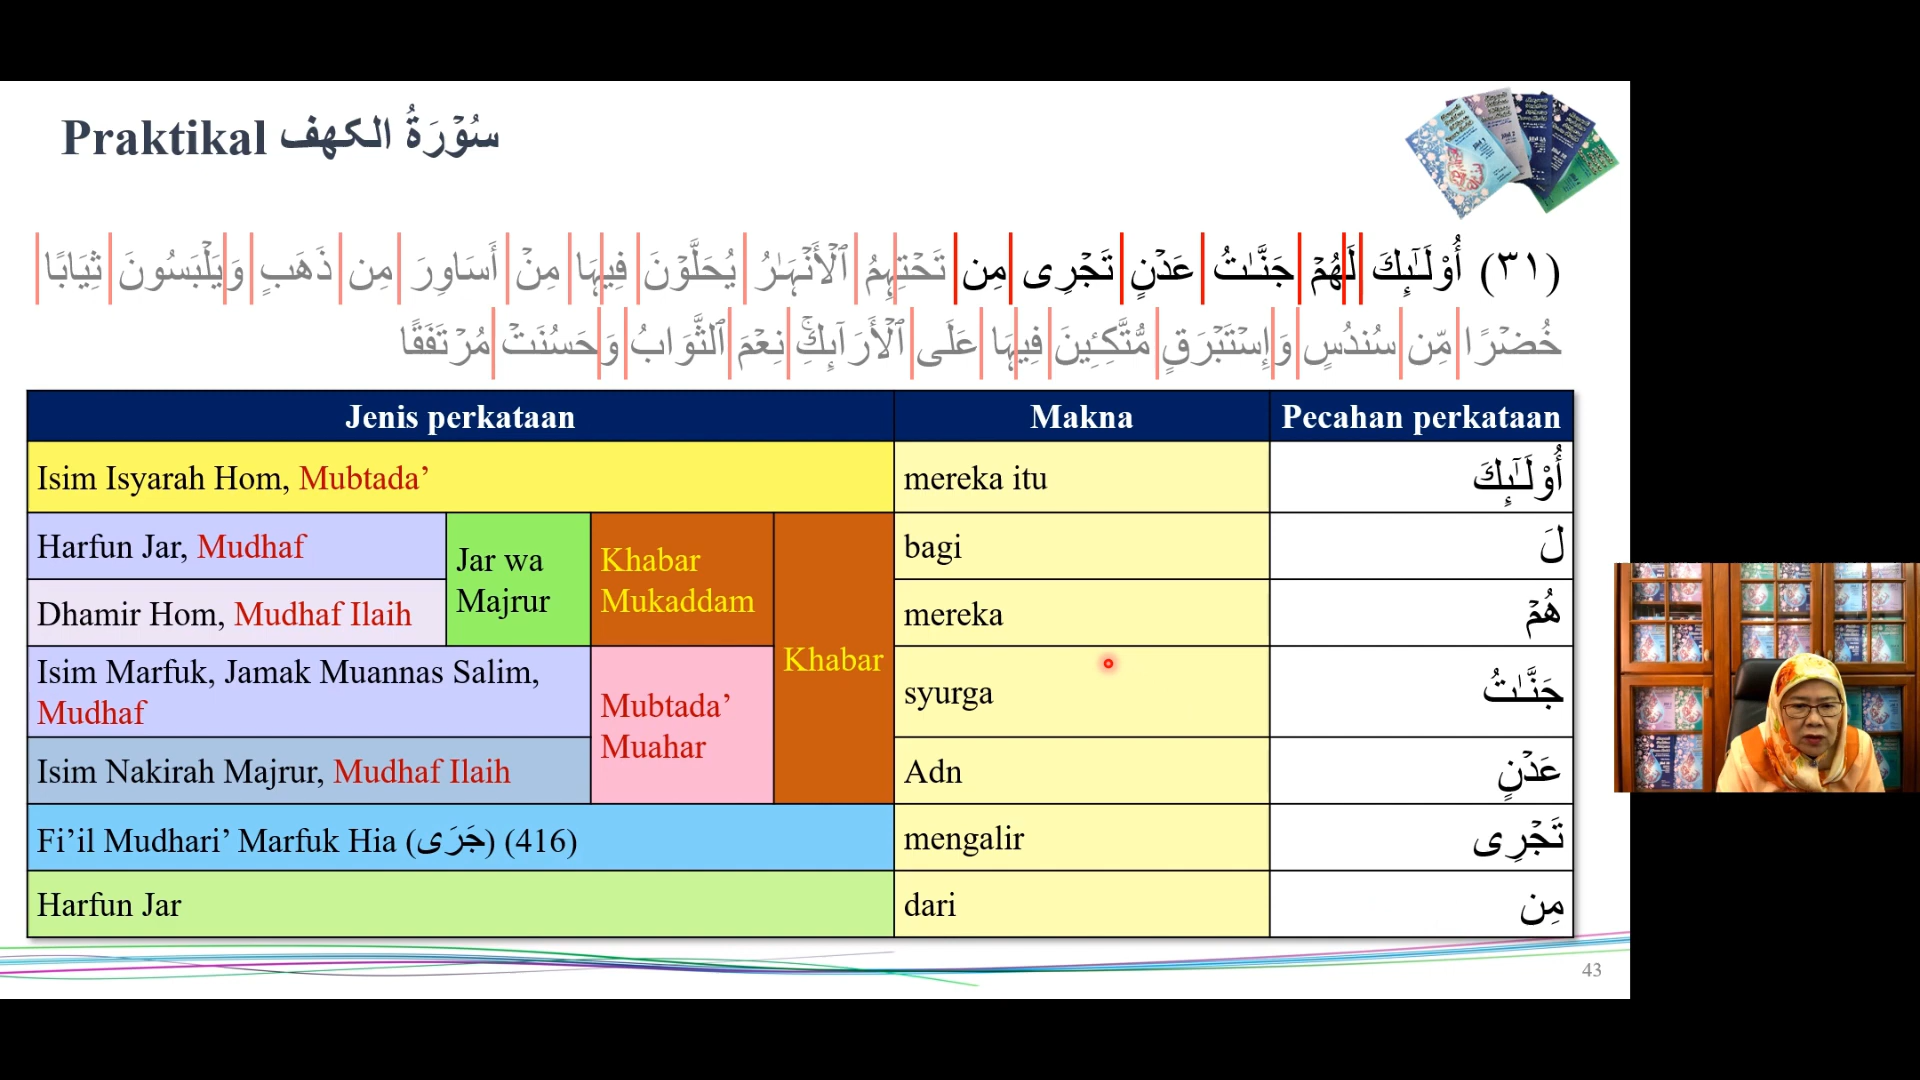 Praktikal سُوْرَةُ الكهف
(٣١) أُوْلَـٰٓئِكَ لَهُمْ جَنَّـٰتُ عَدْنٍ تَجْرِى مِن تَحْتِهِمُ ٱلْأَنْهَـٰرُ يُحَلَّوْنَ فِيهَا مِنْ أَسَاوِرَ مِن ذَهَبٍ وَيَلْبَسُونَ ثِيَابًا
خُضْرًا مِّن سُندُسٍ وَإِسْتَبْرَقٍ مُّتَّكِـِٔينَ فِيهَا عَلَى ٱلْأَرَآئِكِ ۚ نِعْمَ ٱلثَّوَابُ وَحَسُنَتْ مُرْتَفَقًا
Jenis perkataan Makna Pecahan perkataan
Isim Isyarah Hom, Mubtada’ mereka itu أُوْلَـٰٓئِكَ
Harfun Jar, Mudhaf bagi لَ
Jar wa
Majrur
Khabar
Mukaddam
Dhamir Hom, Mudhaf Ilaih mereka هُمْ
Khabar
Isim Marfuk, Jamak Muannas Salim,
Mudhaf
syurga جَنَّـٰتُ
Mubtada’
Muahar
Isim Nakirah Majrur, Mudhaf Ilaih Adn عَدْنٍ
Fi’il Mudhari’ Marfuk Hia (جَرَى) (416) mengalir تَجْرِى
Harfun Jar dari مِن
43